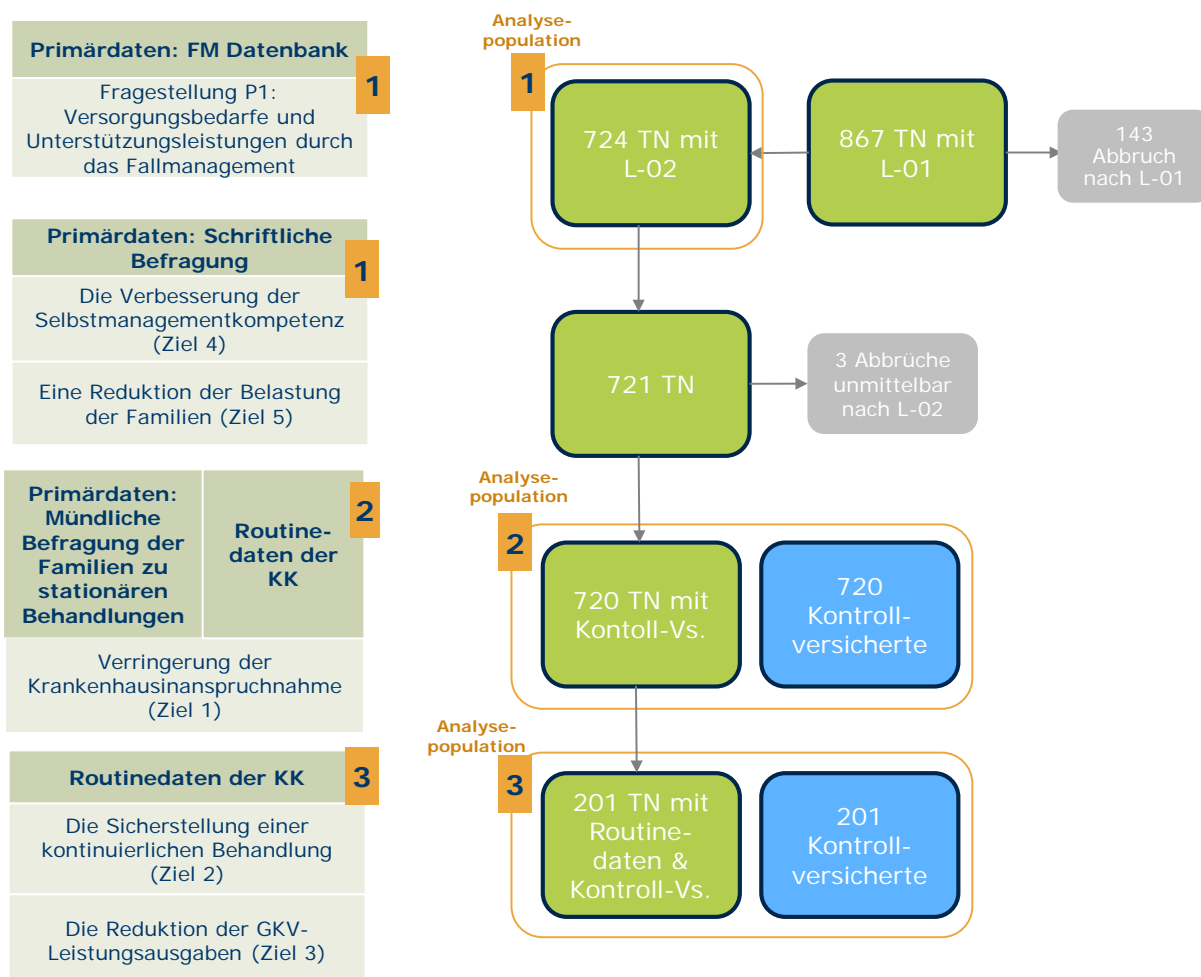 Primärdaten: FM Datenbank
1
Fragestellung P1:
Versorgungsbedarfe und
Unterstützungsleistungen durch
das Fallmanagement
Primärdaten: Schriftliche
Befragung
1
Die Verbesserung der
Selbstmanagementkompetenz
(Ziel 4)
Eine Reduktion der Belastung
der Familien (Ziel 5)
Primärdaten:
Mündliche
Befragung der
Familien zu
stationären
Behandlungen
Routine-
daten der
KK
2
Verringerung der
Krankenhausinanspruchnahme
(Ziel 1)
Routinedaten der KK
3
Die Sicherstellung einer
kontinuierlichen Behandlung
(Ziel 2)
Die Reduktion der GKV-
Leistungsausgaben (Ziel 3)
Analyse-
population
1
724 TN mit
L-02
867 TN mit
L-01
143
Abbruch
nach L-01
721 TN
3 Abbrüche
unmittelbar
nach L-02
Analyse-
population
2
720 TN mit
Kontoll-Vs.
720
Kontroll-
versicherte
Analyse-
population
3
201 TN mit
Routine-
daten &
Kontroll-Vs.
201
Kontroll-
versicherte